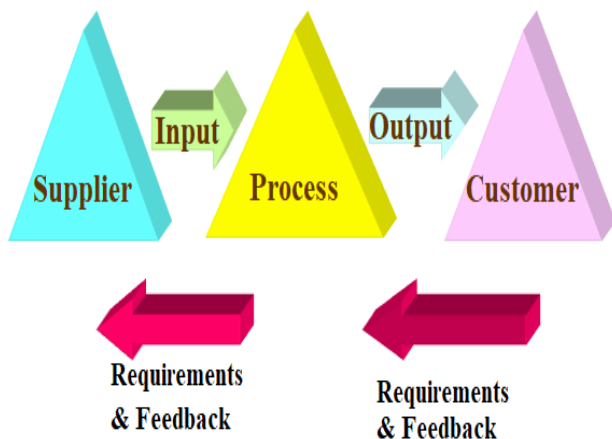 Supplier
Input
Process
Output
Customer
Requirements
& Feedback
Requirements
& Feedback